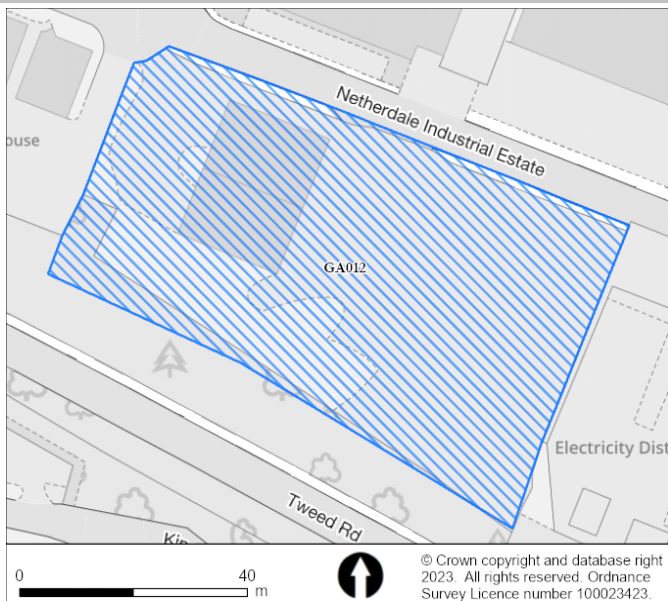 Netherdale Industrial Estate
ouse
GA012
Electricity Dist
Tweed Rd
Kin
0 40
m
© Crown copyright and database right
2023. All rights reserved. Ordnance
Survey Licence number 100023423.